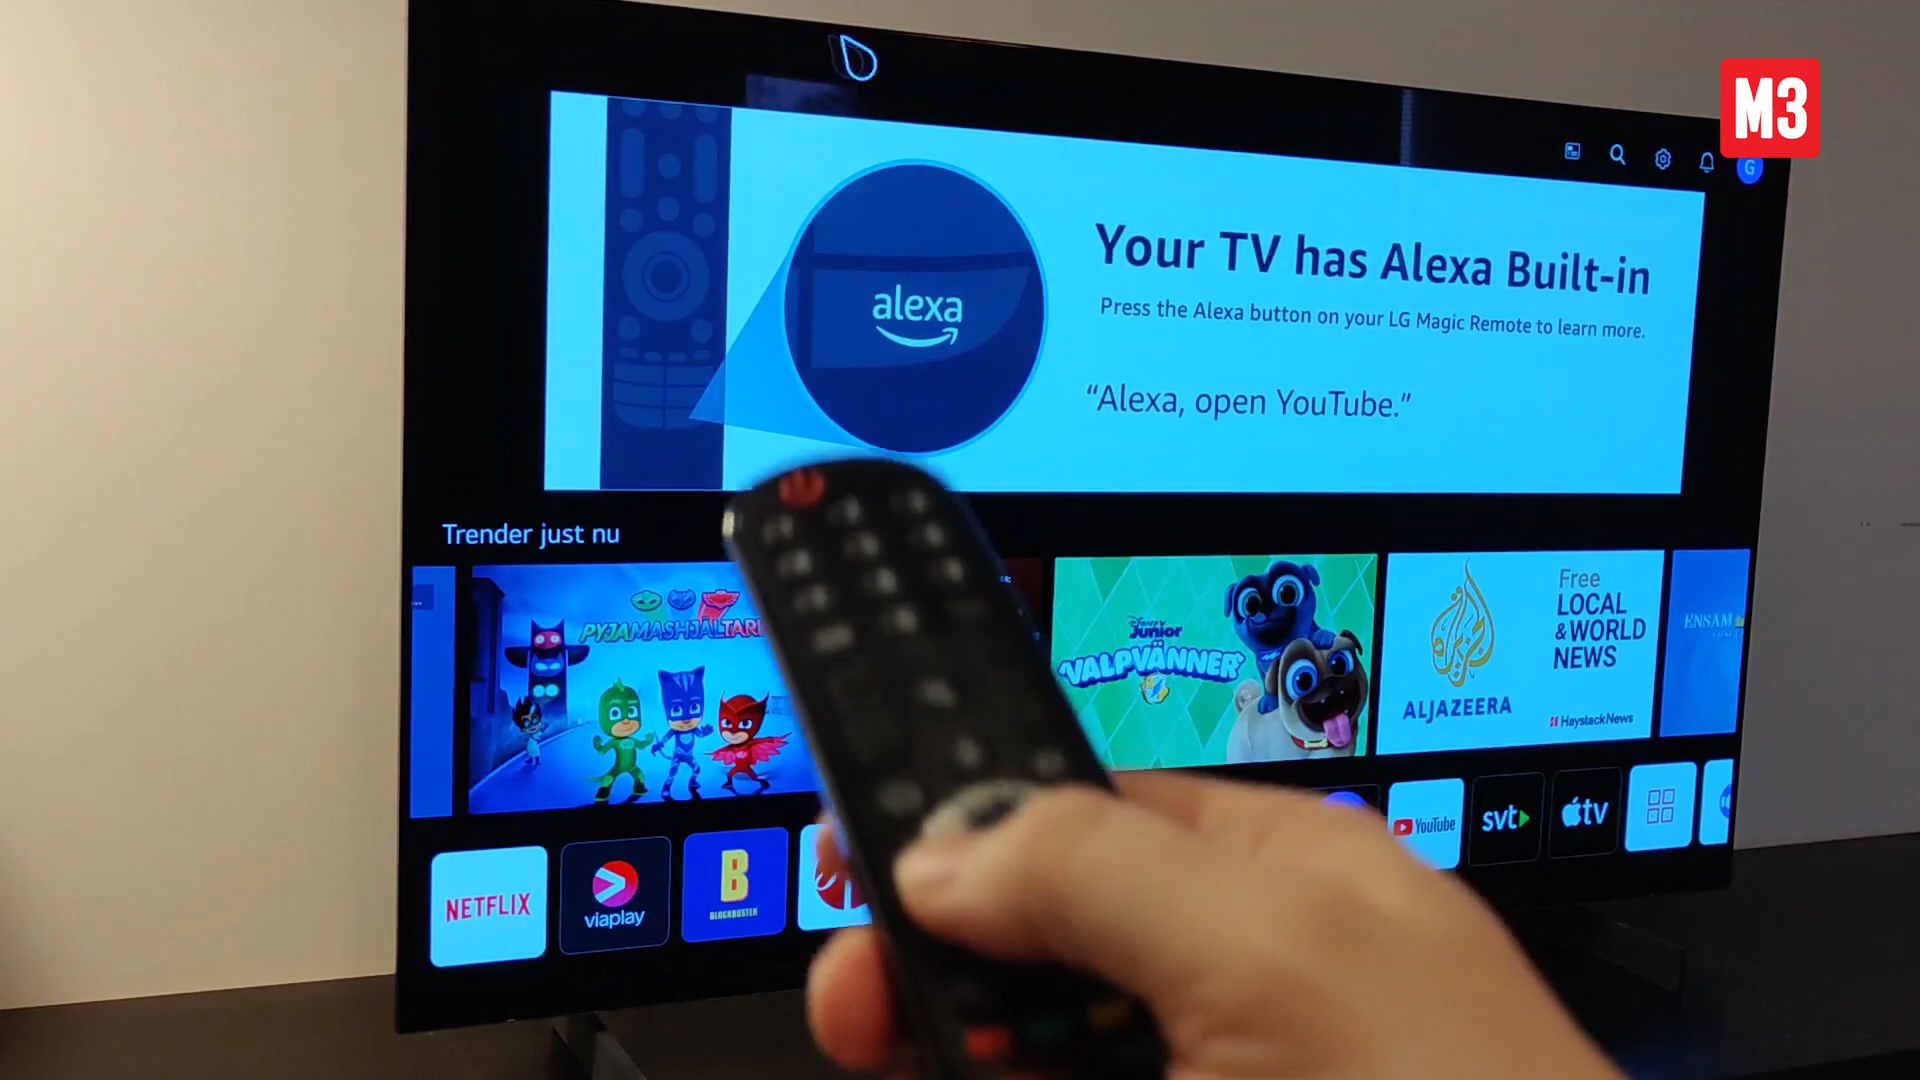 M3
G
Your TV has Alexa Built-in
Press the Alexa button on your LG Magic Remote to learn more.
alexa
"Alexa, open YouTube."
Trender just nu
PYJAMASHJÄLTAR
Disney
Junior
VALPVÄNNER
ALJAZEERA
Free
LOCAL
& WORLD
NEWS
HaystackNews
ENSAM
NETFLIX
viaplay
B
BLOCKBUSTER
YouTube
svt
tv